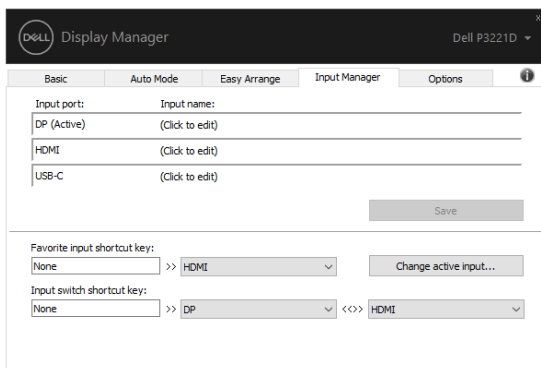 DELL Display Manager Dell P3221D
x
Basic Auto Mode Easy Arrange Input Manager Options i
Input port: Input name:
DP (Active) (Click to edit)
HDMI (Click to edit)
USB-C (Click to edit)
Save
Favorite input shortcut key:
None >> HMDI Change active input...
Input switch shortcut key:
None >> DP <<>> HDMI